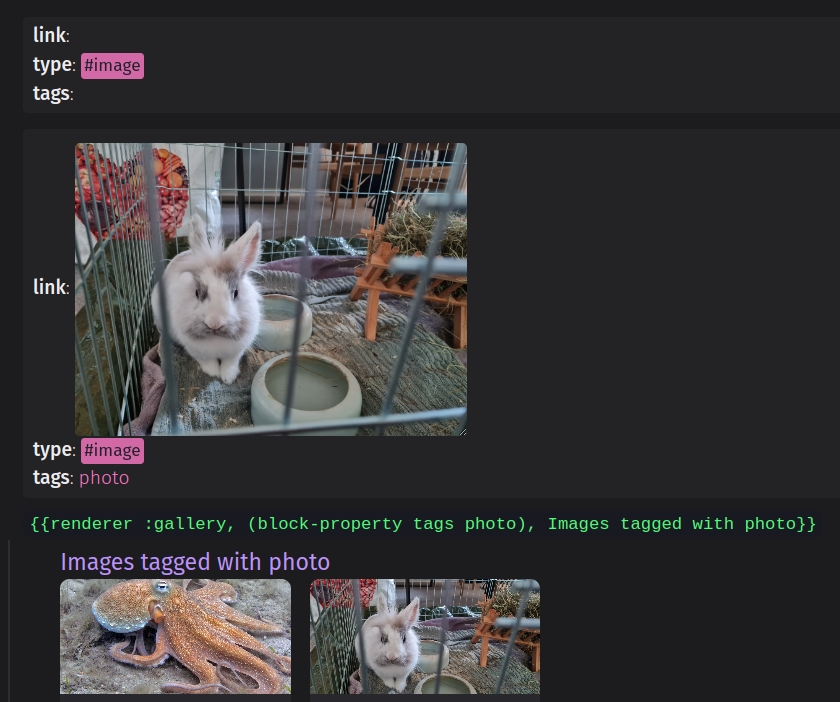 link:
type: #image
tags:
link:
type: #image
tags: photo
{{renderer :gallery, (block-property tags photo), Images tagged with photo}}
Images tagged with photo